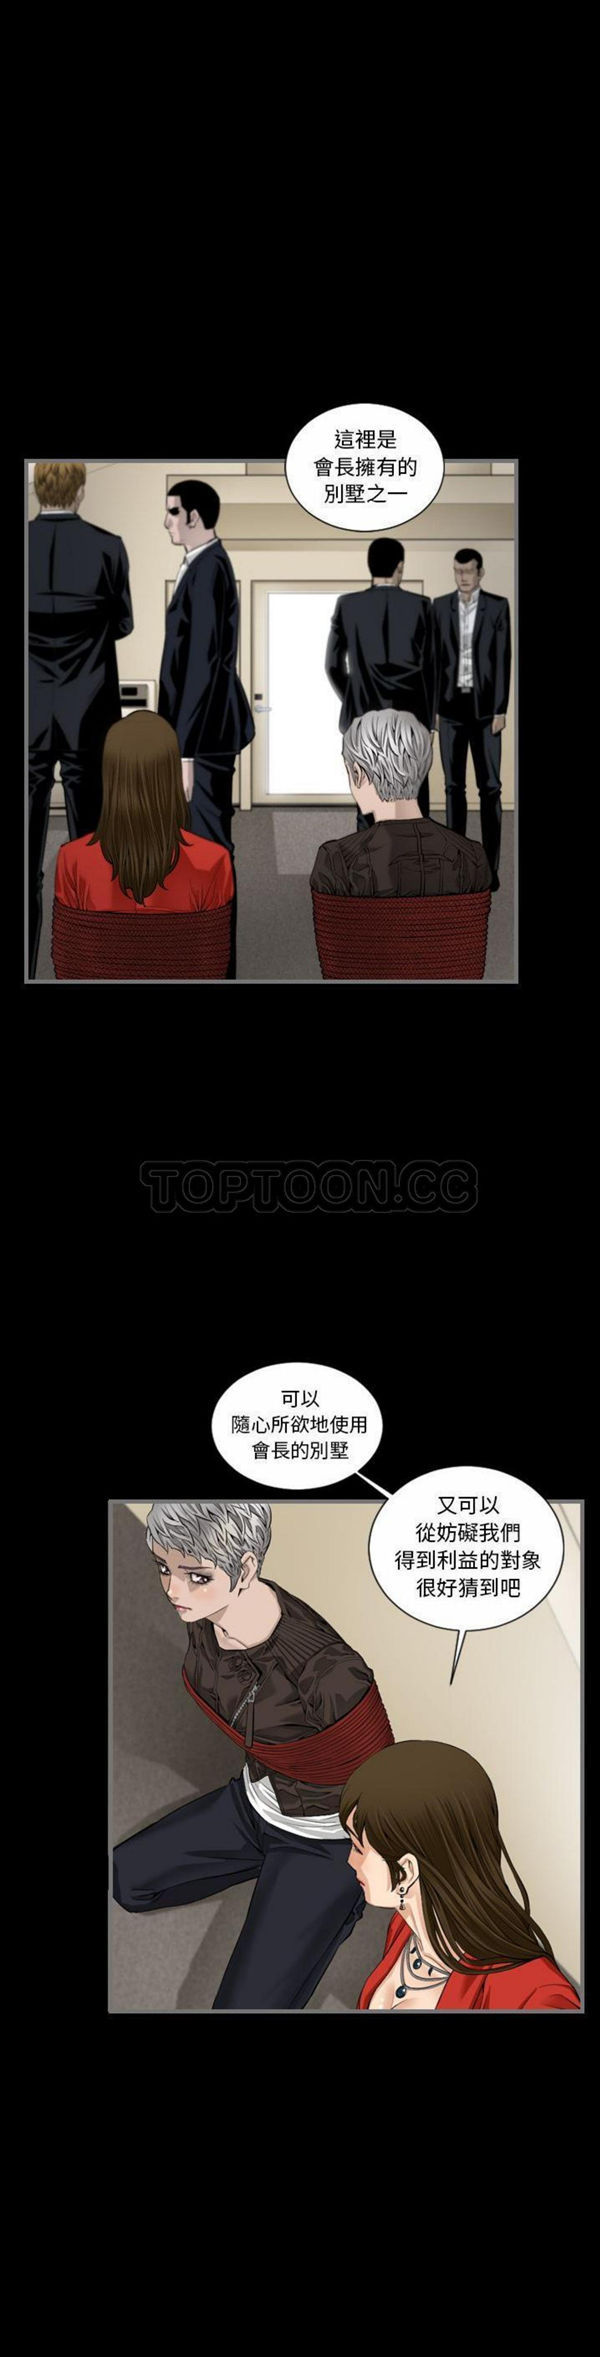 這裡是
會長擁有的
別墅之一
TOPTOON.CC
可以
隨心所欲地使用
會長的別墅
又可以
從妨礙我們
得到利益的對象
很好猜到吧